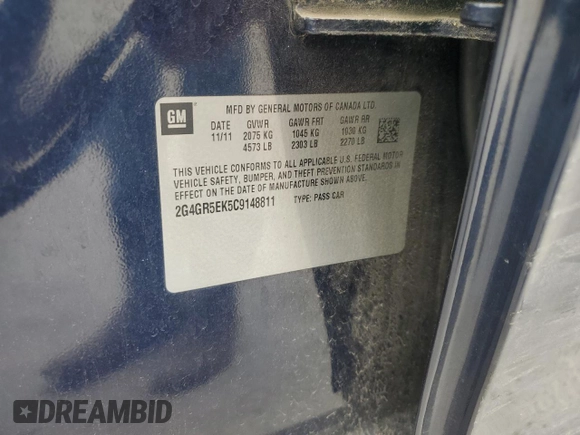 GM
MFD BY GENERAL MOTORS OF CANADA LTD.
DATE GVWR GAWR FRT GAWR RR
11/11 2075 KG 1045 KG 1030 KG
4573 LB 2303 LB 2270 LB
THIS VEHICLE CONFORMS TO ALL APPLICABLE U.S. FEDERAL MOTOR
VEHICLE SAFETY, BUMPER, AND THEFT PREVENTION STANDARDS IN
EFFECT ON THE DATE OF MANUFACTURE SHOWN ABOVE.
2G4GR5EK5C9148811 TYPE: PASS CAR
DREAMBID